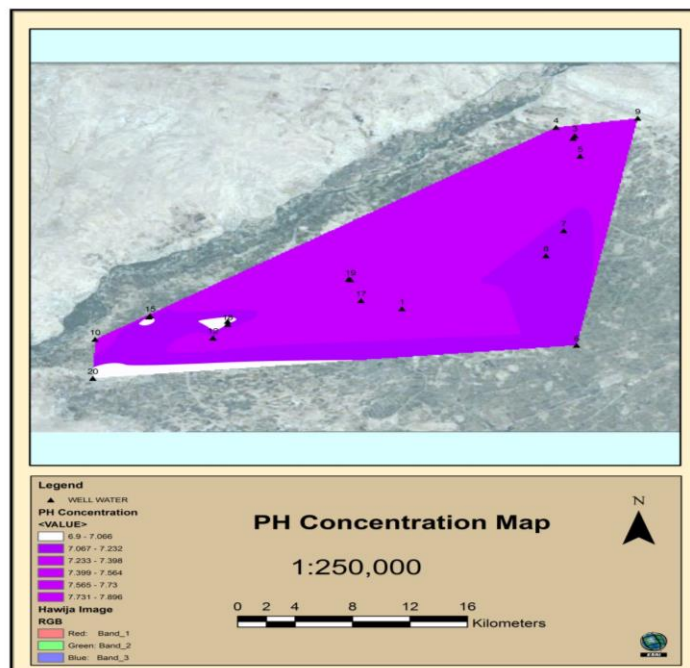 4
9
3
5
7
8
19
17
1
15
10
20
Legend
WELL WATER
PH Concentration
<VALUE>
6.9 - 7.066
7.067 - 7.232
7.233 - 7.398
7.399 - 7.564
7.565 - 7.73
7.731 - 7.896
Hawija Image
RGB
Red: Band_1
Green: Band_2
Blue: Band_3
PH Concentration Map
1:250,000
0 2 4 8 12 16
Kilometers
N
esri